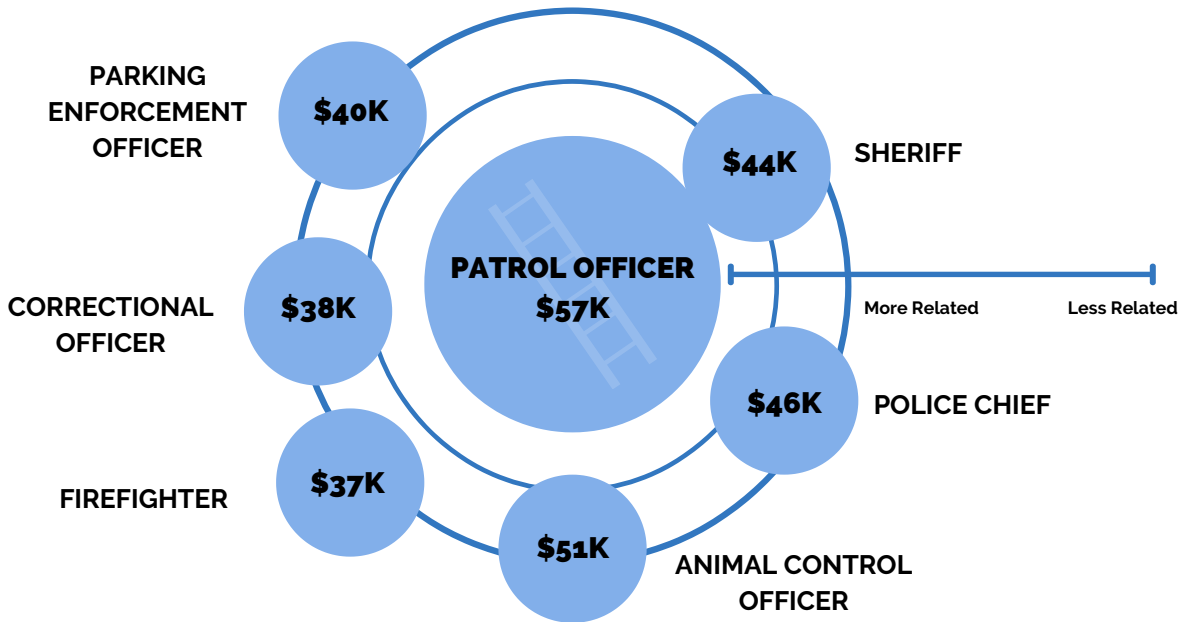 PARKING
ENFORCEMENT
OFFICER
$40K
$44K
SHERIFF
PATROL OFFICER
$57K
More Related
Less Related
CORRECTIONAL
OFFICER
$38K
$46K
POLICE CHIEF
FIREFIGHTER
$37K
$51K
ANIMAL CONTROL
OFFICER